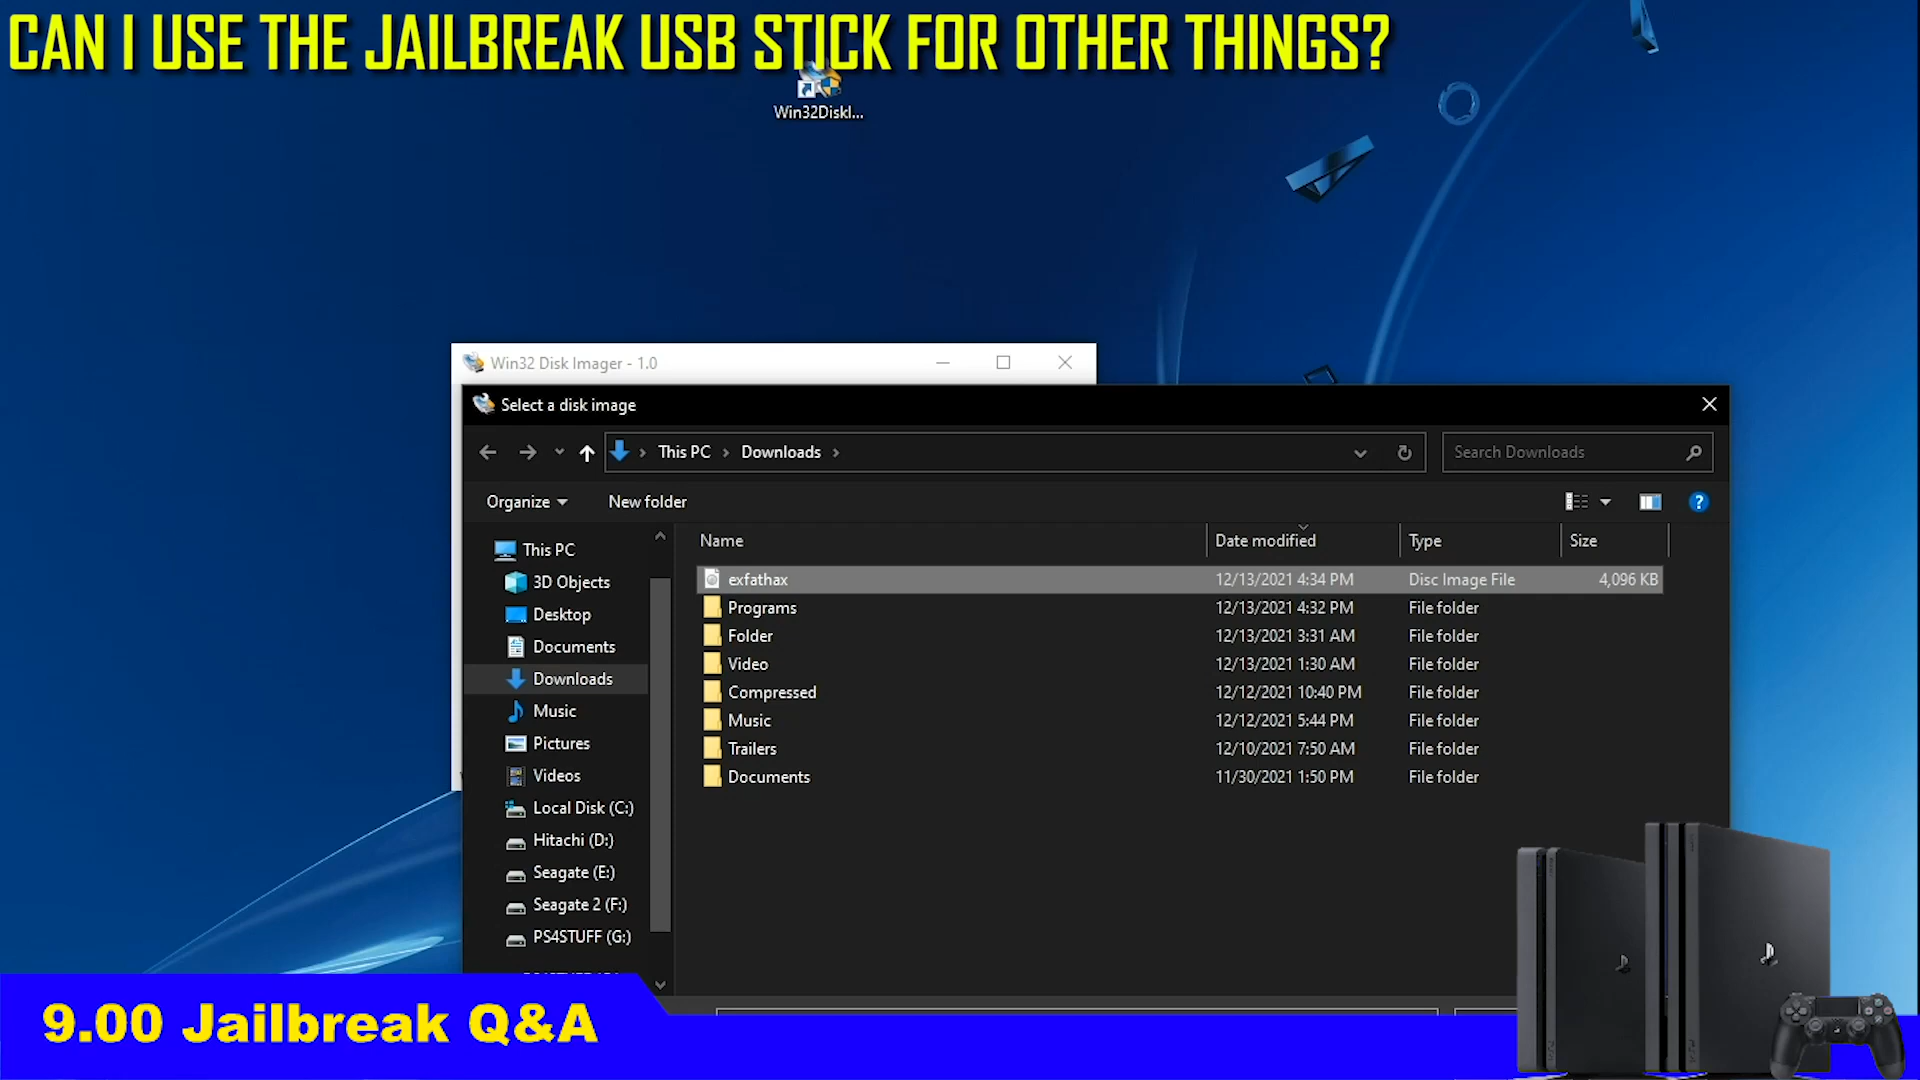 CAN I USE THE JAILBREAK USB STICK FOR OTHER THINGS?
Win32DiskI...
Win32 Disk Imager - 1.0
Select a disk image
This PC > Downloads >
Search Downloads
Organize
New folder
Name Date modified Type Size
exfathax 12/13/2021 4:34 PM Disc Image File 4,096 KB
Programs 12/13/2021 4:32 PM File folder
Folder 12/13/2021 3:31 AM File folder
Video 12/13/2021 1:30 AM File folder
Compressed 12/12/2021 10:40 PM File folder
Music 12/12/2021 5:44 PM File folder
Trailers 12/10/2021 7:50 AM File folder
Documents 11/30/2021 1:50 PM File folder
This PC
3D Objects
Desktop
Documents
Downloads
Music
Pictures
Videos
Local Disk (C:)
Hitachi (D:)
Seagate (E:)
Seagate 2 (F:)
PS4STUFF (G:)
9.00 Jailbreak Q&A